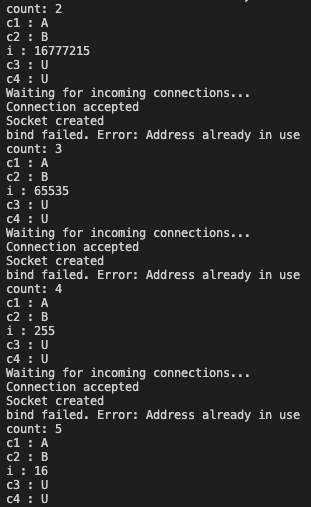 count: 2
c1 : A
c2 : B
i : 16777215
c3 : U
c4 : U
Waiting for incoming connections...
Connection accepted
Socket created
bind failed. Error: Address already in use
count: 3
c1 : A
c2 : B
i : 65535
c3 : U
c4 : U
Waiting for incoming connections...
Connection accepted
Socket created
bind failed. Error: Address already in use
count: 4
c1 : A
c2 : B
i : 255
c3 : U
c4 : U
Waiting for incoming connections...
Connection accepted
Socket created
bind failed. Error: Address already in use
count: 5
c1 : A
c2 : B
i : 16
c3 : U
c4 : U